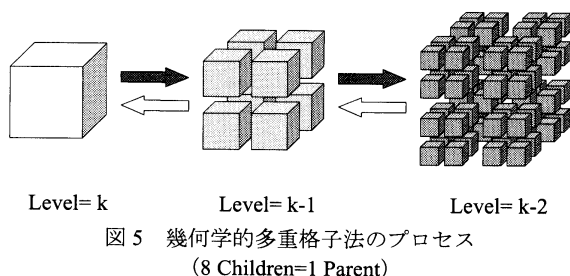 Level= k Level= k-1 Level= k-2
図5 幾何学的多重格子法のプロセス
(8 Children=1 Parent)